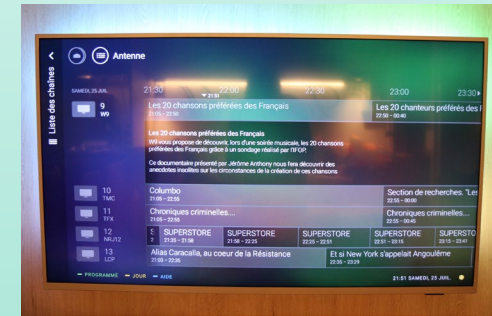 Liste des chaînes
Antenne
SAMEDI, 25 JUIL.
21:30
22:00
22:30
23:00
23:30
21:51
9
W9
Les 20 chansons préférées des Français
21:05 - 22:50
Les 20 chanteurs préférés des F
22:50 - 00:40
Les 20 chansons préférées des Français
W9 vous propose de découvrir, lors d'une soirée musicale, les 20 chansons
préférées des Français grâce à un sondage réalisé par l'IFOP.
Ce documentaire présenté par Jérôme Anthony nous fera découvrir des
anecdotes insolites sur les circonstances de la création de ces chansons
10
TMC
Columbo
21:05 - 22:55
Section de recherches. "Les
22:55 - 00:00
11
TFX
Chroniques criminelles....
21:05 - 22:55
Chroniques criminelles....
22:55 - 00:45
12
NRJ12
S
2
SUPERSTORE
21:35 - 21:58
SUPERSTORE
21:58 - 22:25
SUPERSTORE
22:25 - 22:51
SUPERSTORE
22:51 - 23:15
SUPERSTO
23:15 - 23:41
13
LCP
Alias Caracalla, au coeur de la Résistance
21:00 - 22:35
Et si New York s'appelait Angoulême
22:35 - 23:29
PROGRAMMÉ
JOUR
AIDE
21:51 SAMEDI, 25 JUIL.